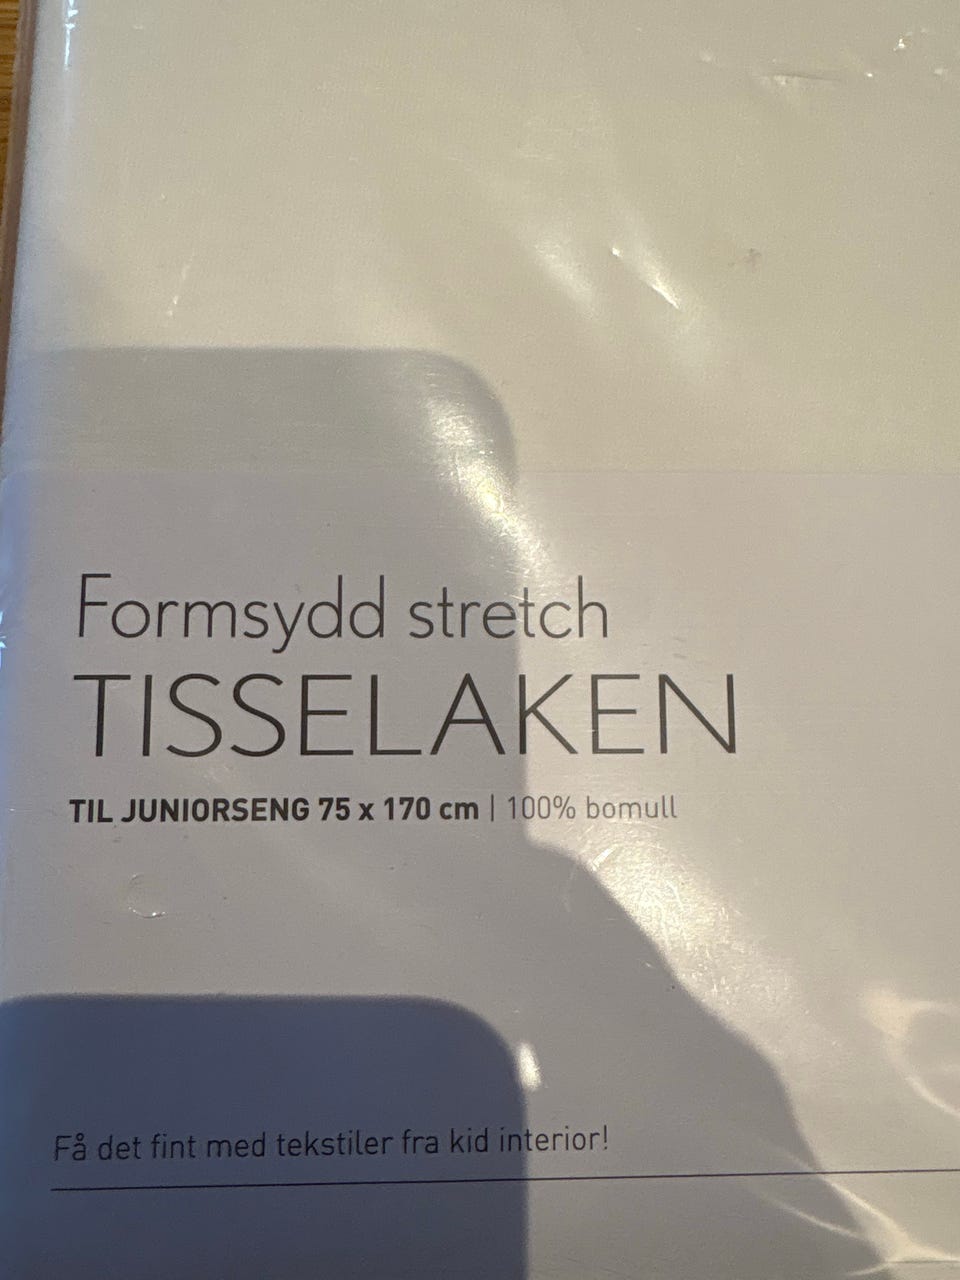 Formsydd stretch
TISSELAKEN
TIL JUNIORSENG 75 x 170 cm | 100% bomull
Få det fint med tekstiler fra kid interior!